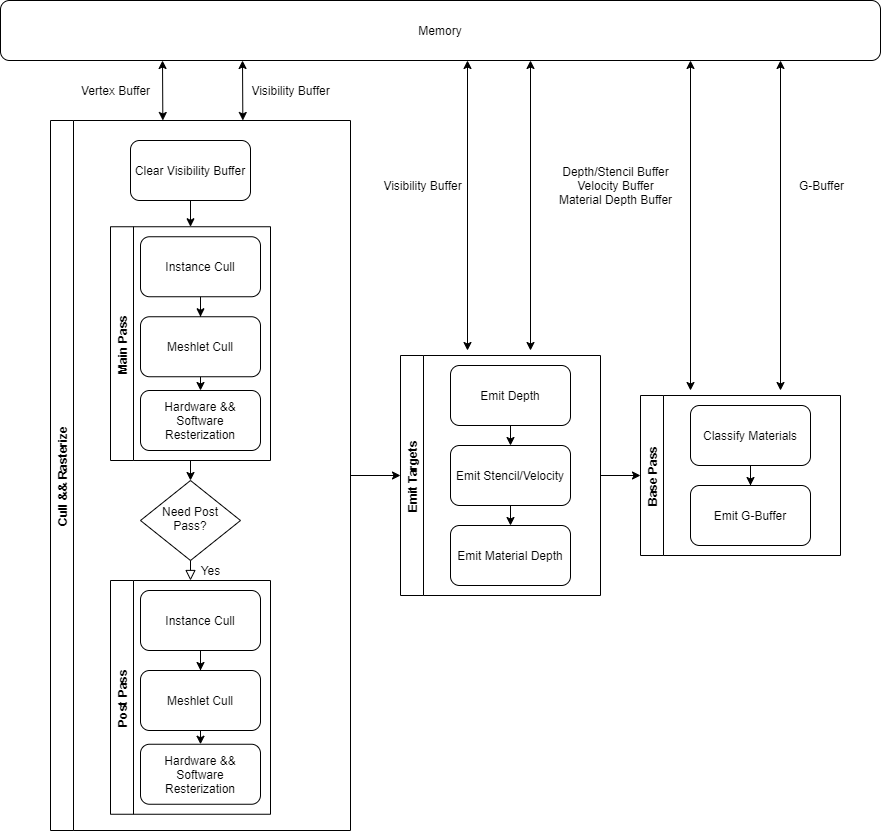 Memory
Vertex Buffer
Visibility Buffer
Cull && Rasterize
Clear Visibility Buffer
Main Pass
Instance Cull
Meshlet Cull
Hardware &&
Software
Resterization
Need Post
Pass?
Yes
Post Pass
Instance Cull
Meshlet Cull
Hardware &&
Software
Resterization
Visibility Buffer
Depth/Stencil Buffer
Velocity Buffer
Material Depth Buffer
G-Buffer
Emit Targets
Emit Depth
Emit Stencil/Velocity
Emit Material Depth
Base Pass
Classify Materials
Emit G-Buffer